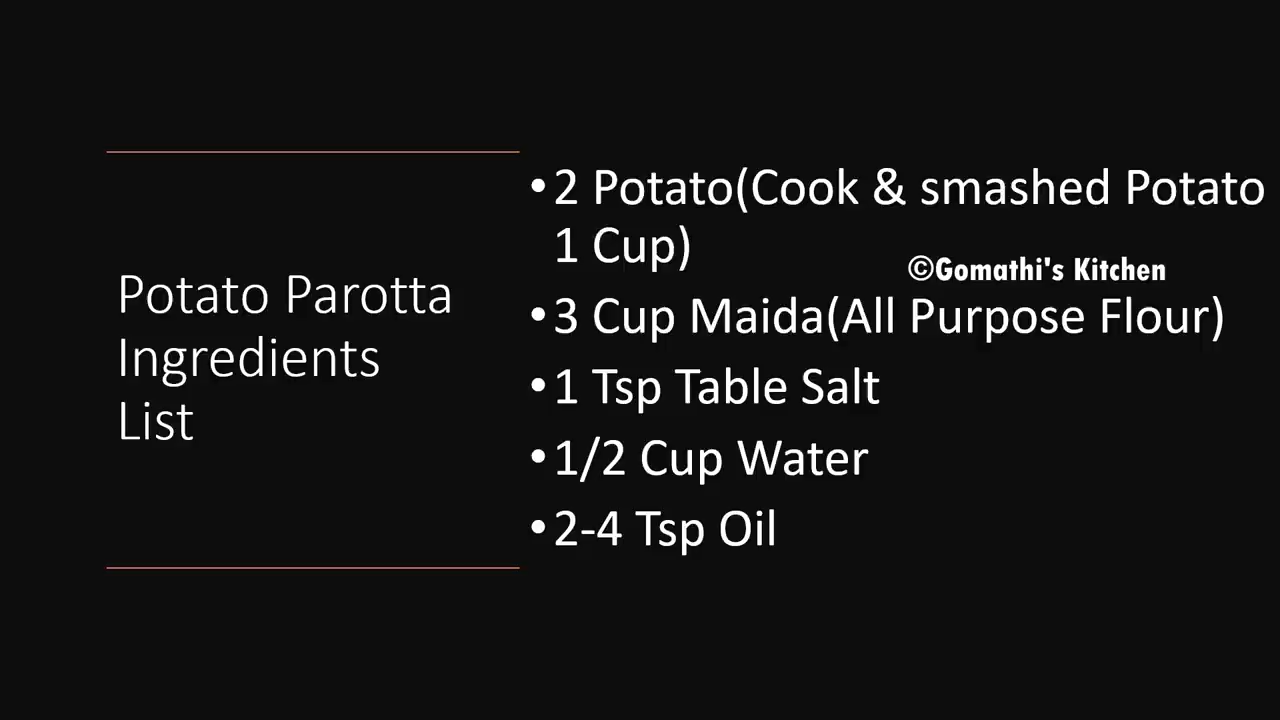 Potato Parotta
Ingredients
List
•2 Potato(Cook & smashed Potato
1 Cup)
©Gomathi's Kitchen
•3 Cup Maida(All Purpose Flour)
•1 Tsp Table Salt
•1/2 Cup Water
•2-4 Tsp Oil